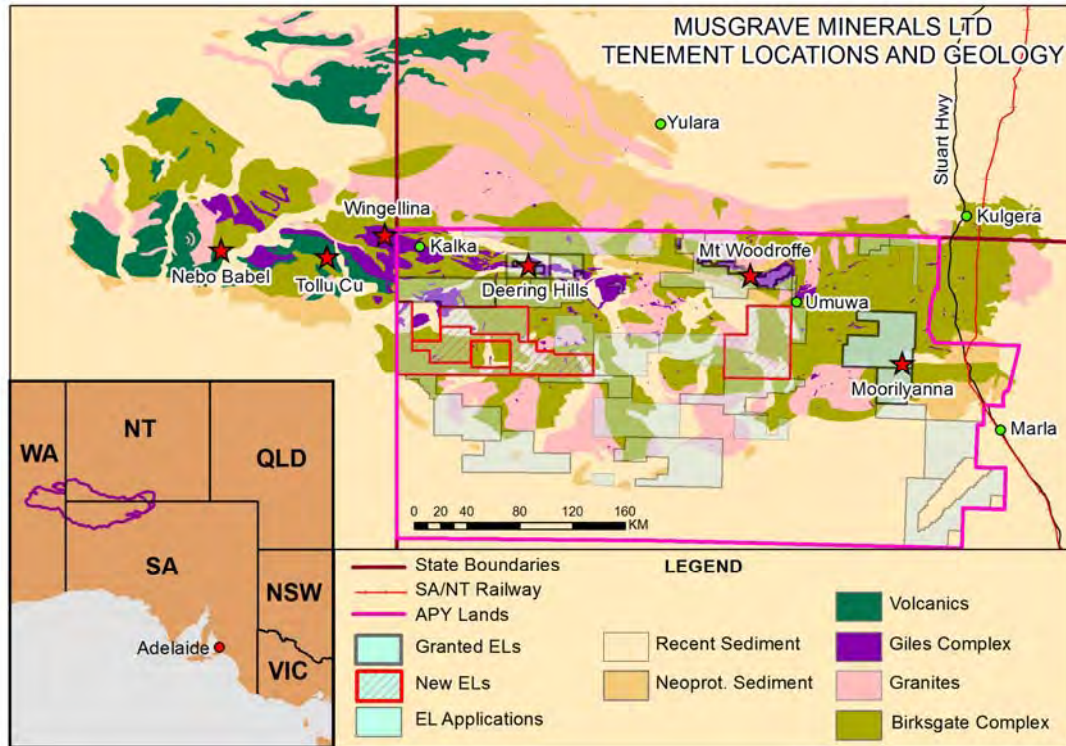 MUSGRAVE MINERALS LTD
TENEMENT LOCATIONS AND GEOLOGY
Yulara
Stuart Hwy
Kulgera
Wingellina
Kalka
Mt Woodroffe
Nebo Babel
Tollu Cu
Deering Hills
Umuwa
Moorilyanna
Marla
0 20 40 80 120 160
KM
NT
WA
QLD
SA
NSW
Adelaide
VIC
LEGEND
State Boundaries
SA/NT Railway
APY Lands
Granted ELs
New ELs
EL Applications
Recent Sediment
Neoprot. Sediment
Volcanics
Giles Complex
Granites
Birksgate Complex